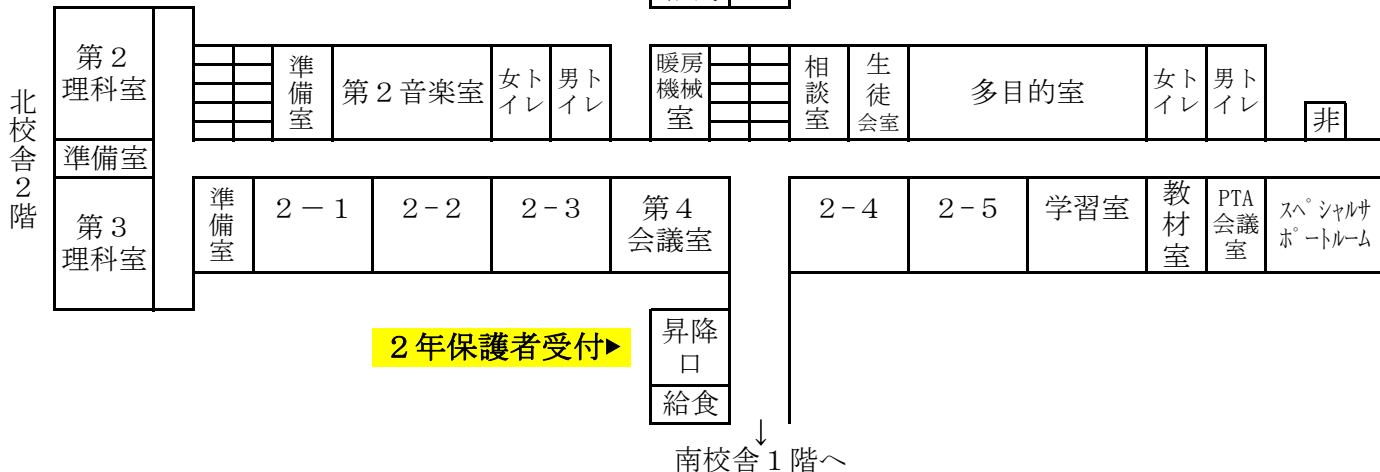 北校舎２階
第２
理科室
準備室
第３
理科室
準備室
第２音楽室
女トイレ
男トイレ
暖房
機械
室
相談室
生徒会室
多目的室
女トイレ
男トイレ
非
準備室
２－１
２-２
２-３
第４
会議室
２-４
２-５
学習室
教材室
PTA
会議
室
スペシャルサ
ポートルーム
２年保護者受付▶
昇降
口
給食
↓
南校舎１階へ